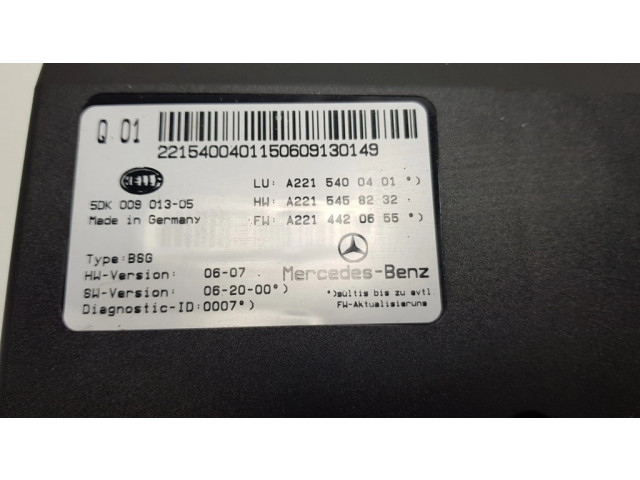 Q.01
2215400401150609130149
HELLA
LU: A221 540 04 01*)
5DK 009 013-05
HW: A221 545 82 32
Made in Germany
FW: A221 442 06 55*)
Type:BSG
HW-Version: 06-07
Mercedes-Benz
SW-Version: 06-20-00*)
*)gültig bis zu evtl
Diagnostic-ID:0007*)
FW-Aktualisierung